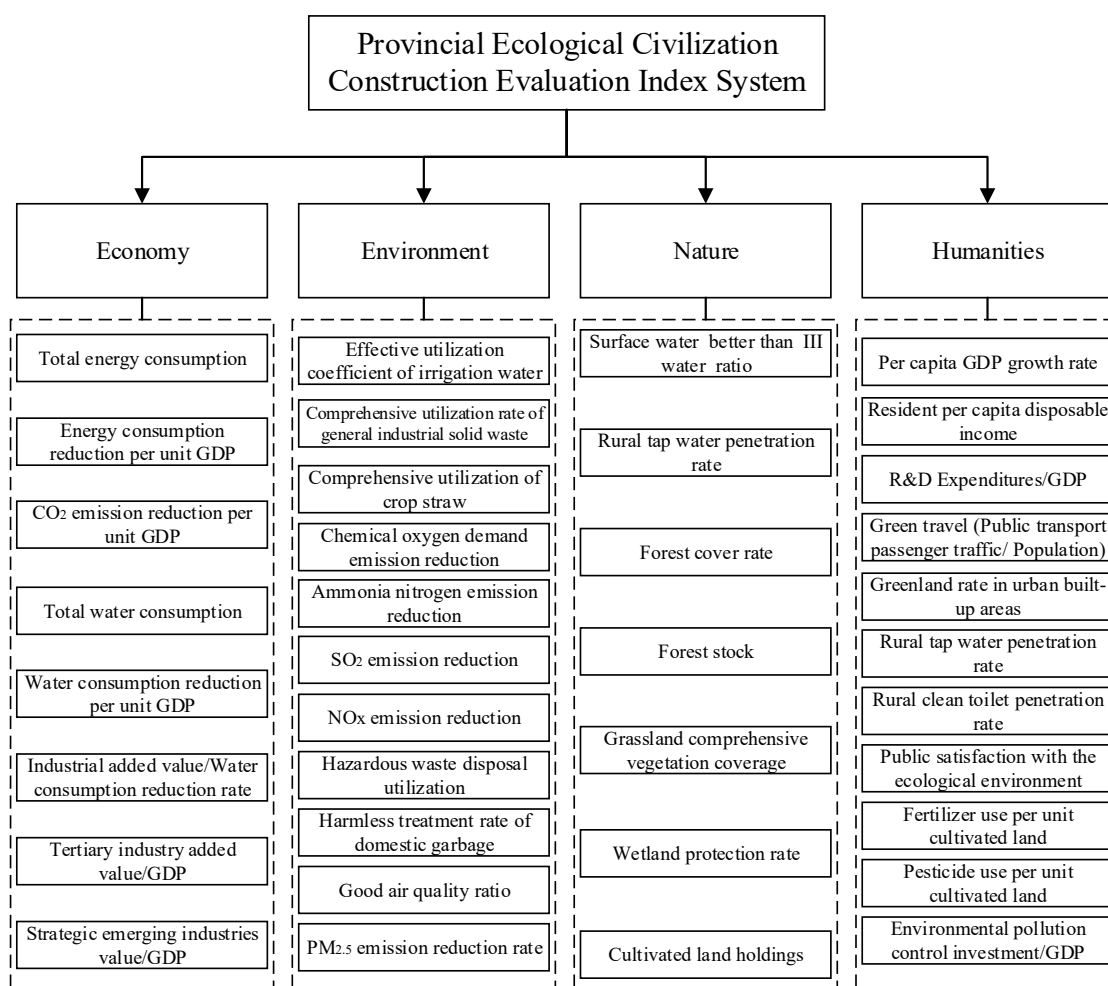 Provincial Ecological Civilization
Construction Evaluation Index System
Economy
Environment
Nature
Humanities
Total energy consumption
Energy consumption
reduction per unit GDP
CO2 emission reduction per
unit GDP
Total water consumption
Water consumption reduction
per unit GDP
Industrial added value/Water
consumption reduction rate
Tertiary industry added
value/GDP
Strategic emerging industries
value/GDP
Effective utilization
coefficient of irrigation water
Comprehensive utilization rate of
general industrial solid waste
Comprehensive utilization of
crop straw
Chemical oxygen demand
emission reduction
Ammonia nitrogen emission
reduction
SO2 emission reduction
NOx emission reduction
Hazardous waste disposal
utilization
Harmless treatment rate of
domestic garbage
Good air quality ratio
PM2.5 emission reduction rate
Surface water better than III
water ratio
Rural tap water penetration
rate
Forest cover rate
Forest stock
Grassland comprehensive
vegetation coverage
Wetland protection rate
Cultivated land holdings
Per capita GDP growth rate
Resident per capita disposable
income
R&D Expenditures/GDP
Green travel (Public transport
passenger traffic/ Population)
Greenland rate in urban built-
up areas
Rural tap water penetration
rate
Rural clean toilet penetration
rate
Public satisfaction with the
ecological environment
Fertilizer use per unit
cultivated land
Pesticide use per unit
cultivated land
Environmental pollution
control investment/GDP